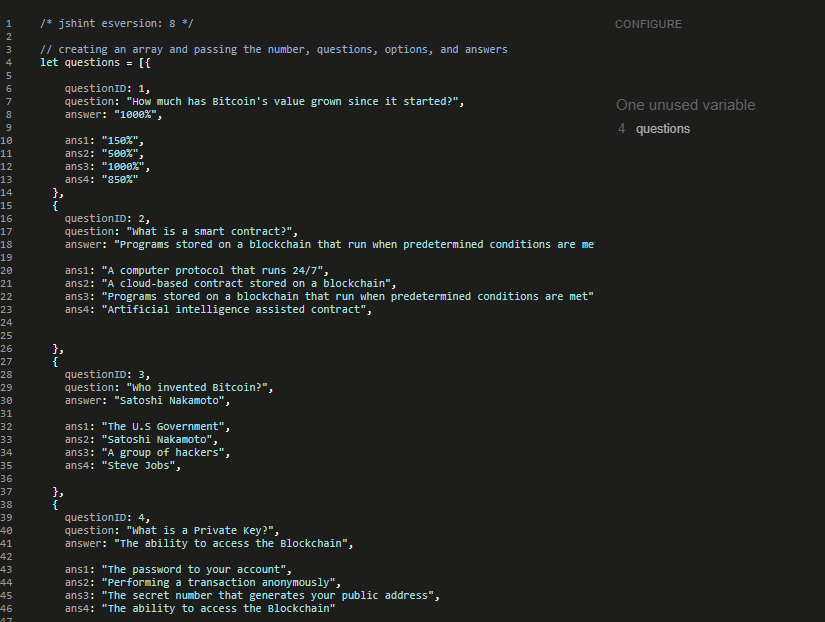 CONFIGURE
One unused variable
4 questions
1 /* jshint esversion: 8 */
2
3 // creating an array and passing the number, questions, options, and answers
4 let questions = [{
5
6 questionID: 1,
7 question: "How much has Bitcoin's value grown since it started?",
8 answer: "1000%",
9
10 ans1: "150%",
11 ans2: "500%",
12 ans3: "1000%",
13 ans4: "850%"
14 },
15 {
16 questionID: 2,
17 question: "What is a smart contract?",
18 answer: "Programs stored on a blockchain that run when predetermined conditions are me
19
20 ans1: "A computer protocol that runs 24/7",
21 ans2: "A cloud-based contract stored on a blockchain",
22 ans3: "Programs stored on a blockchain that run when predetermined conditions are met"
23 ans4: "Artificial intelligence assisted contract",
24
25
26 },
27 {
28 questionID: 3,
29 question: "Who invented Bitcoin?",
30 answer: "Satoshi Nakamoto",
31
32 ans1: "The U.S Government",
33 ans2: "Satoshi Nakamoto",
34 ans3: "A group of hackers",
35 ans4: "Steve Jobs",
36
37 },
38 {
39 questionID: 4,
40 question: "What is a Private Key?",
41 answer: "The ability to access the Blockchain",
42
43 ans1: "The password to your account",
44 ans2: "Performing a transaction anonymously",
45 ans3: "The secret number that generates your public address",
46 ans4: "The ability to access the Blockchain"
47